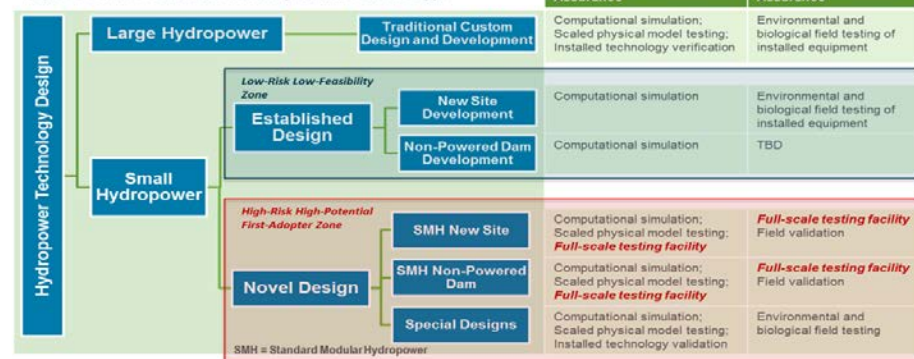 Assurance
Assurance
Hydropower Technology Design
Large Hydropower
Traditional Custom
Design and Development
Computational simulation;
Scaled physical model testing;
Installed technology verification
Environmental and
biological field testing of
installed equipment
Small
Hydropower
Low-Risk Low-Feasibility
Zone
Established
Design
New Site
Development
Computational simulation
Environmental and
biological field testing of
installed equipment
Non-Powered Dam
Development
Computational simulation
TBD
High-Risk High-Potential
First-Adopter Zone
Novel Design
SMH New Site
Computational simulation;
Scaled physical model testing;
Full-scale testing facility
Full-scale testing facility
Field validation
SMH Non-Powered
Dam
Computational simulation;
Scaled physical model testing;
Full-scale testing facility
Full-scale testing facility
Field validation
Special Designs
Computational simulation;
Scaled physical model testing;
Installed technology validation
Environmental and
biological field testing
SMH = Standard Modular Hydropower